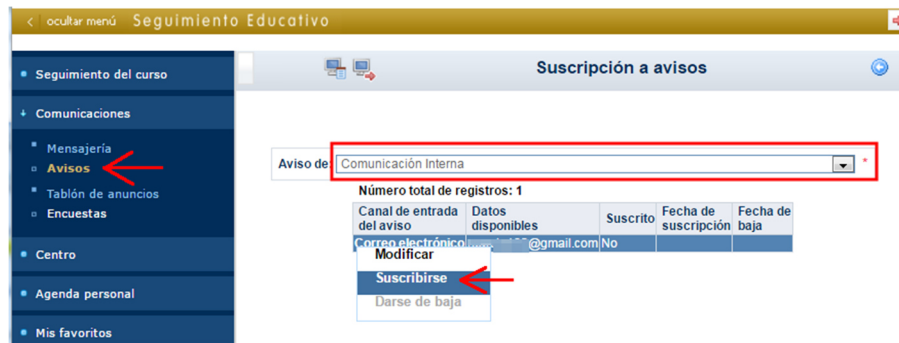 ocultar menú Seguimiento Educativo
Seguimiento del curso
Comunicaciones
Mensajería
Avisos
Tablón de anuncios
Encuestas
Centro
Agenda personal
Mis favoritos
Suscripción a avisos
Aviso de: Comunicación Interna *
Número total de registros: 1
Canal de entrada del aviso
Datos disponibles
Suscrito
Fecha de suscripción
Fecha de baja
Correo electrónico @gmail.com No
Modificar
Suscribirse
Darse de baja